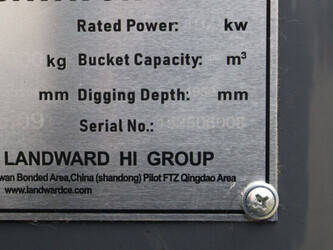 Rated Power: kw
kg Bucket Capacity: m³
mm Digging Depth: mm
Serial No.:
LANDWARD HI GROUP
Bonded Area,China (shandong) Pilot FTZ Qingdao Area
www.landwardce.com